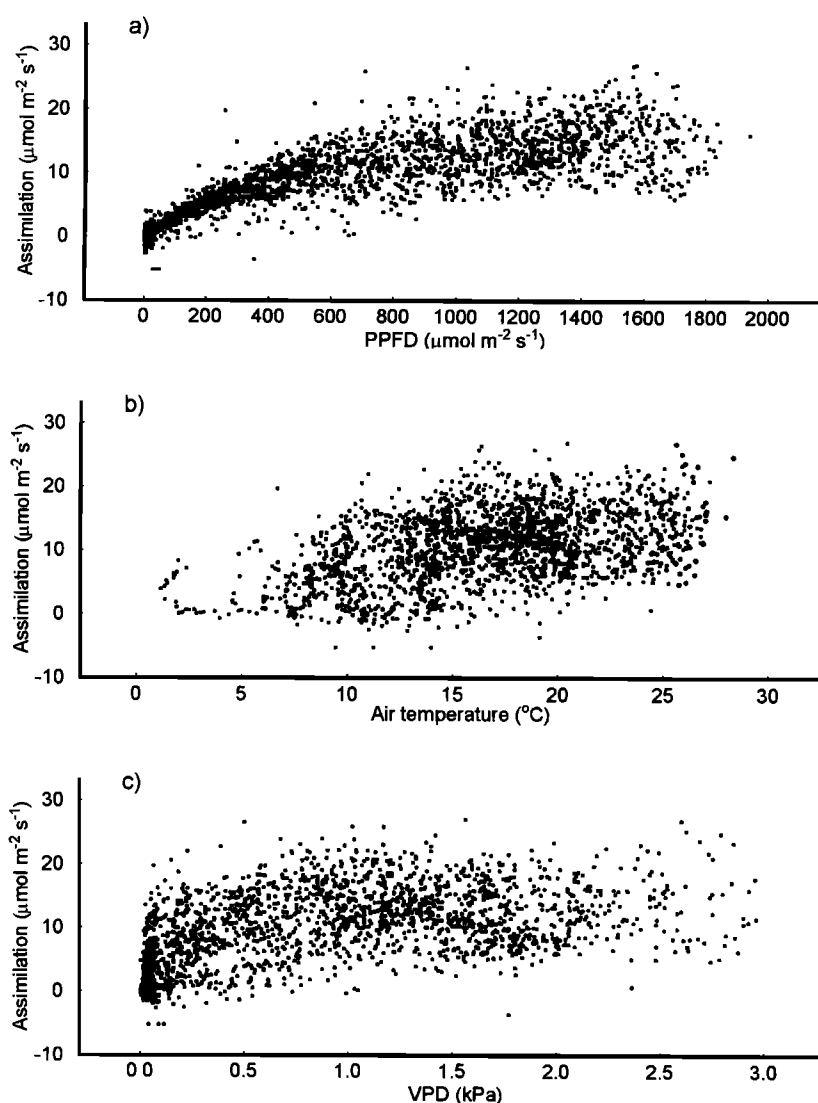 a)
Assimilation (μmol m⁻² s⁻¹)
30
20
10
0
-10
0 200 400 600 800 1000 1200 1400 1600 1800 2000
PPFD (μmol m⁻² s⁻¹)
b)
Assimilation (μmol m⁻² s⁻¹)
30
20
10
0
-10
0 5 10 15 20 25 30
Air temperature (°C)
c)
Assimilation (μmol m⁻² s⁻¹)
30
20
10
0
-10
0 0 0.5 1.0 1.5 2.0 2.5 3.0
VPD (kPa)